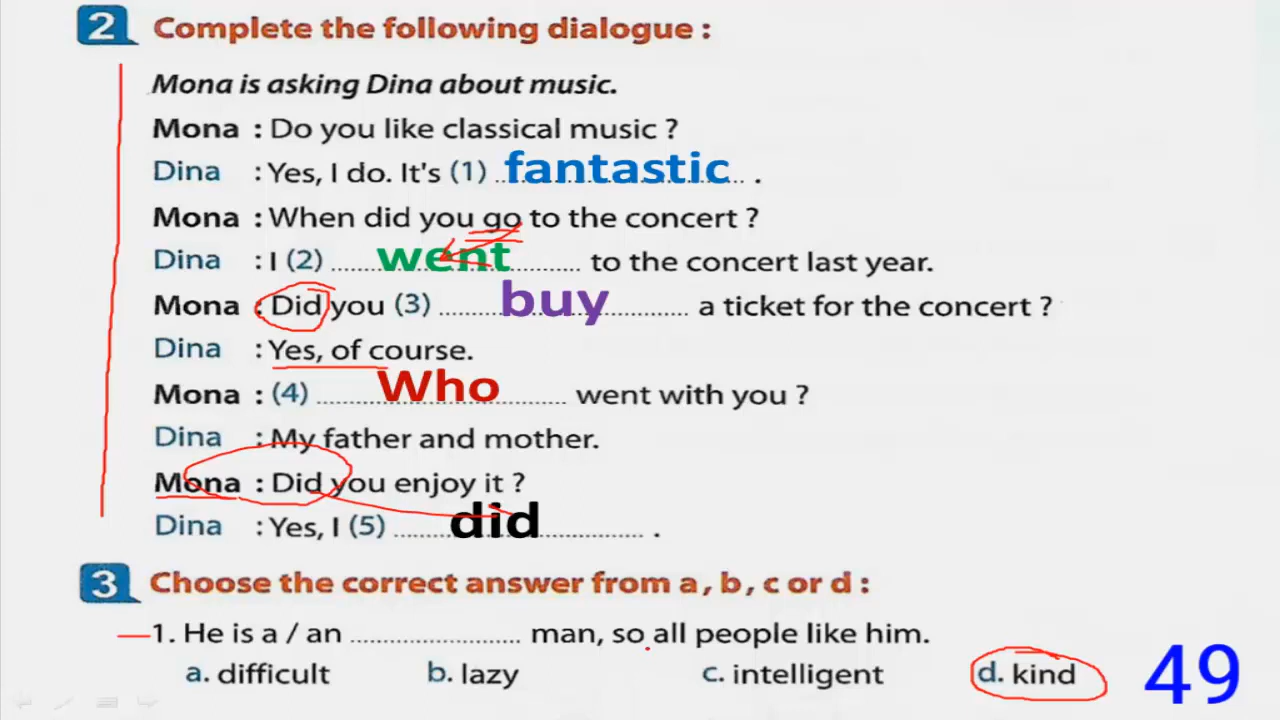 2 Complete the following dialogue :
Mona is asking Dina about music.
Mona : Do you like classical music ?
Dina : Yes, I do. It's (1) fantastic .
Mona : When did you go to the concert ?
Dina : I (2) went to the concert last year.
Mona : Did you (3) buy a ticket for the concert ?
Dina : Yes, of course.
Mona : (4) Who went with you ?
Dina : My father and mother.
Mona : Did you enjoy it ?
Dina : Yes, I (5) did .
3 Choose the correct answer from a , b , c or d :
1. He is a / an ........................ man, so all people like him.
a. difficult b. lazy c. intelligent d. kind
49